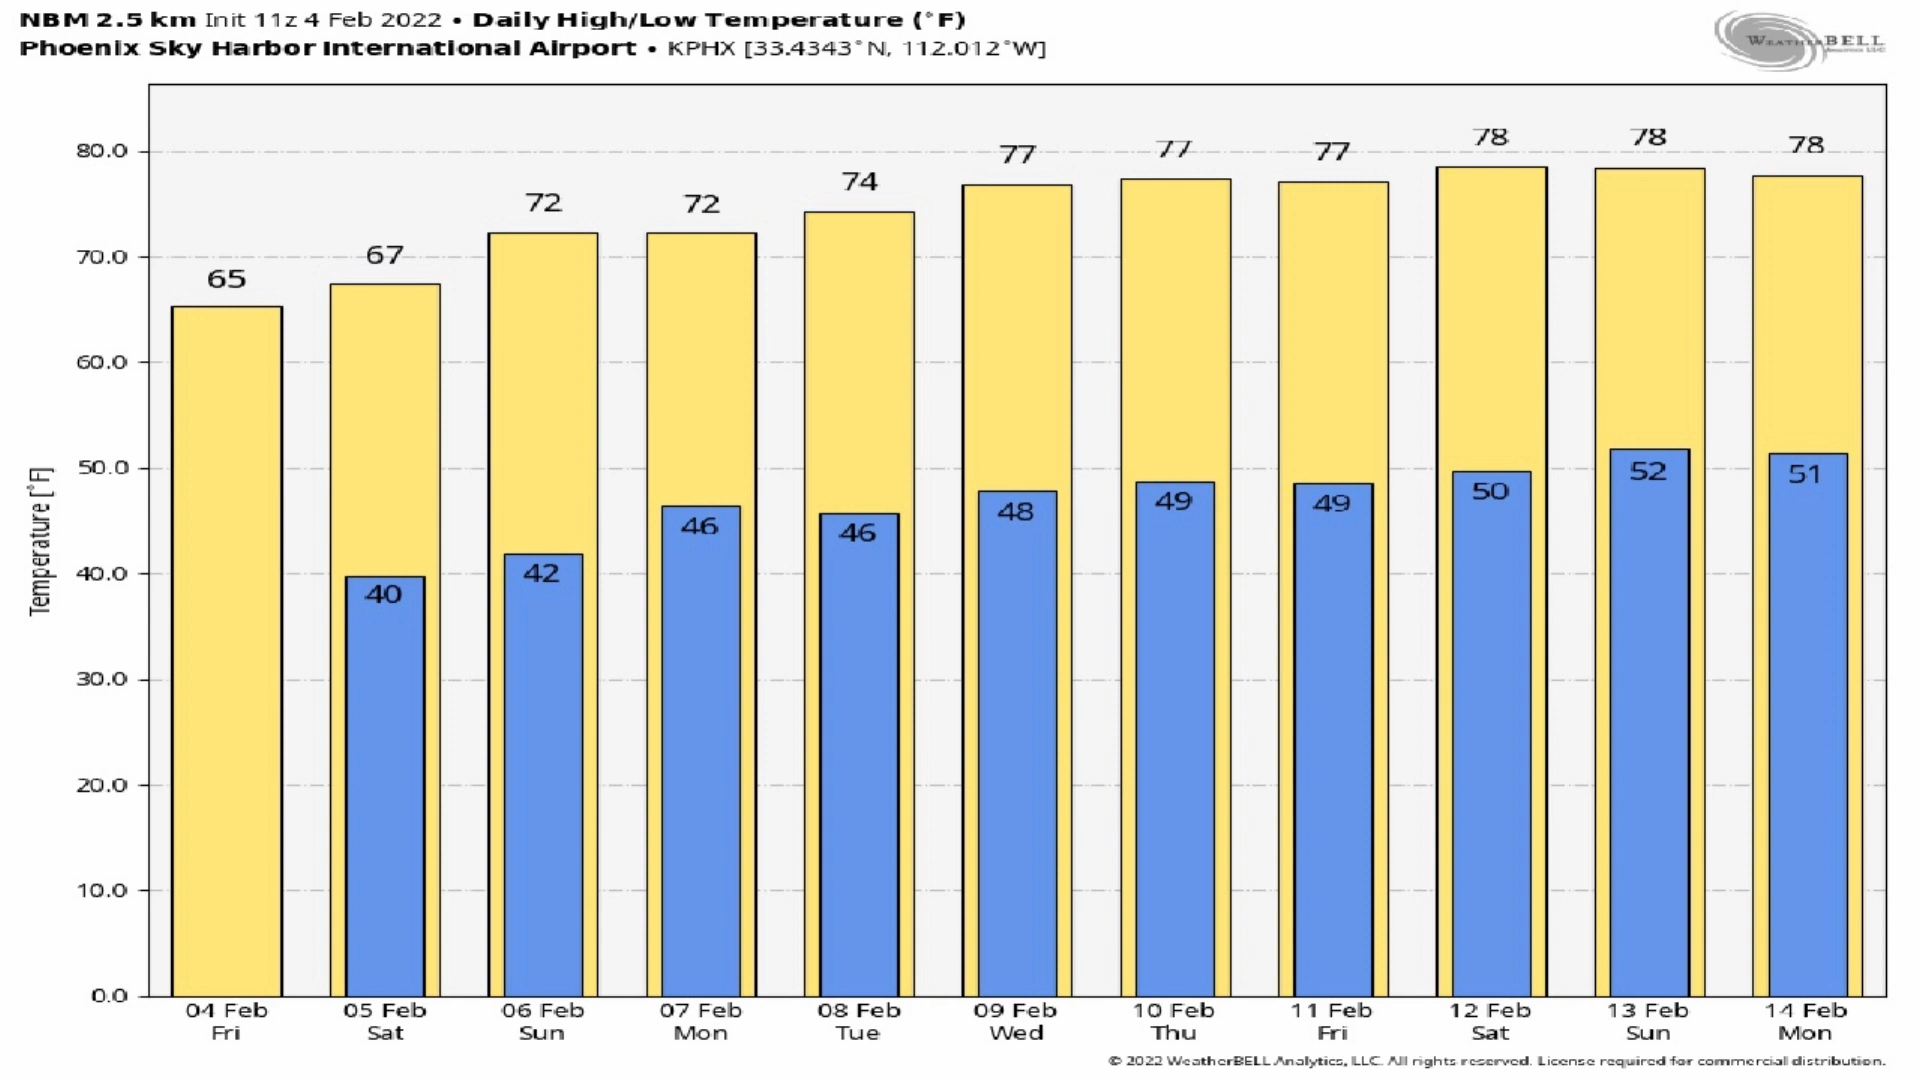 NBM 2.5 km Init 11z 4 Feb 2022 • Daily High/Low Temperature (°F)
Phoenix Sky Harbor International Airport • KPHX [33.4343°N, 112.012°W]
WEATHERBELL
Temperature [°F]
80.0
70.0
60.0
50.0
40.0
30.0
20.0
10.0
0.0
65 67 72 72 74 77 77 77 78 78 78
40 42 46 46 48 49 49 50 52 51
04 Feb 05 Feb 06 Feb 07 Feb 08 Feb 09 Feb 10 Feb 11 Feb 12 Feb 13 Feb 14 Feb
Fri Sat Sun Mon Tue Wed Thu Fri Sat Sun Mon
© 2022 WeatherBELL Analytics, LLC. All rights reserved. License required for commercial distribution.